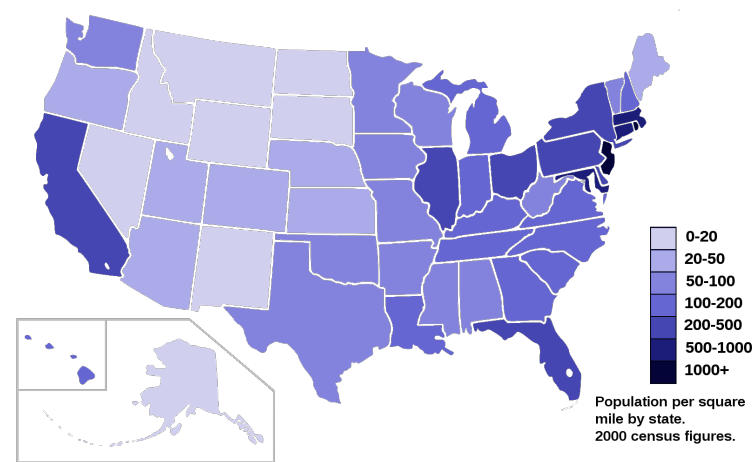 0-20
20-50
50-100
100-200
200-500
500-1000
1000+
Population per square
mile by state.
2000 census figures.